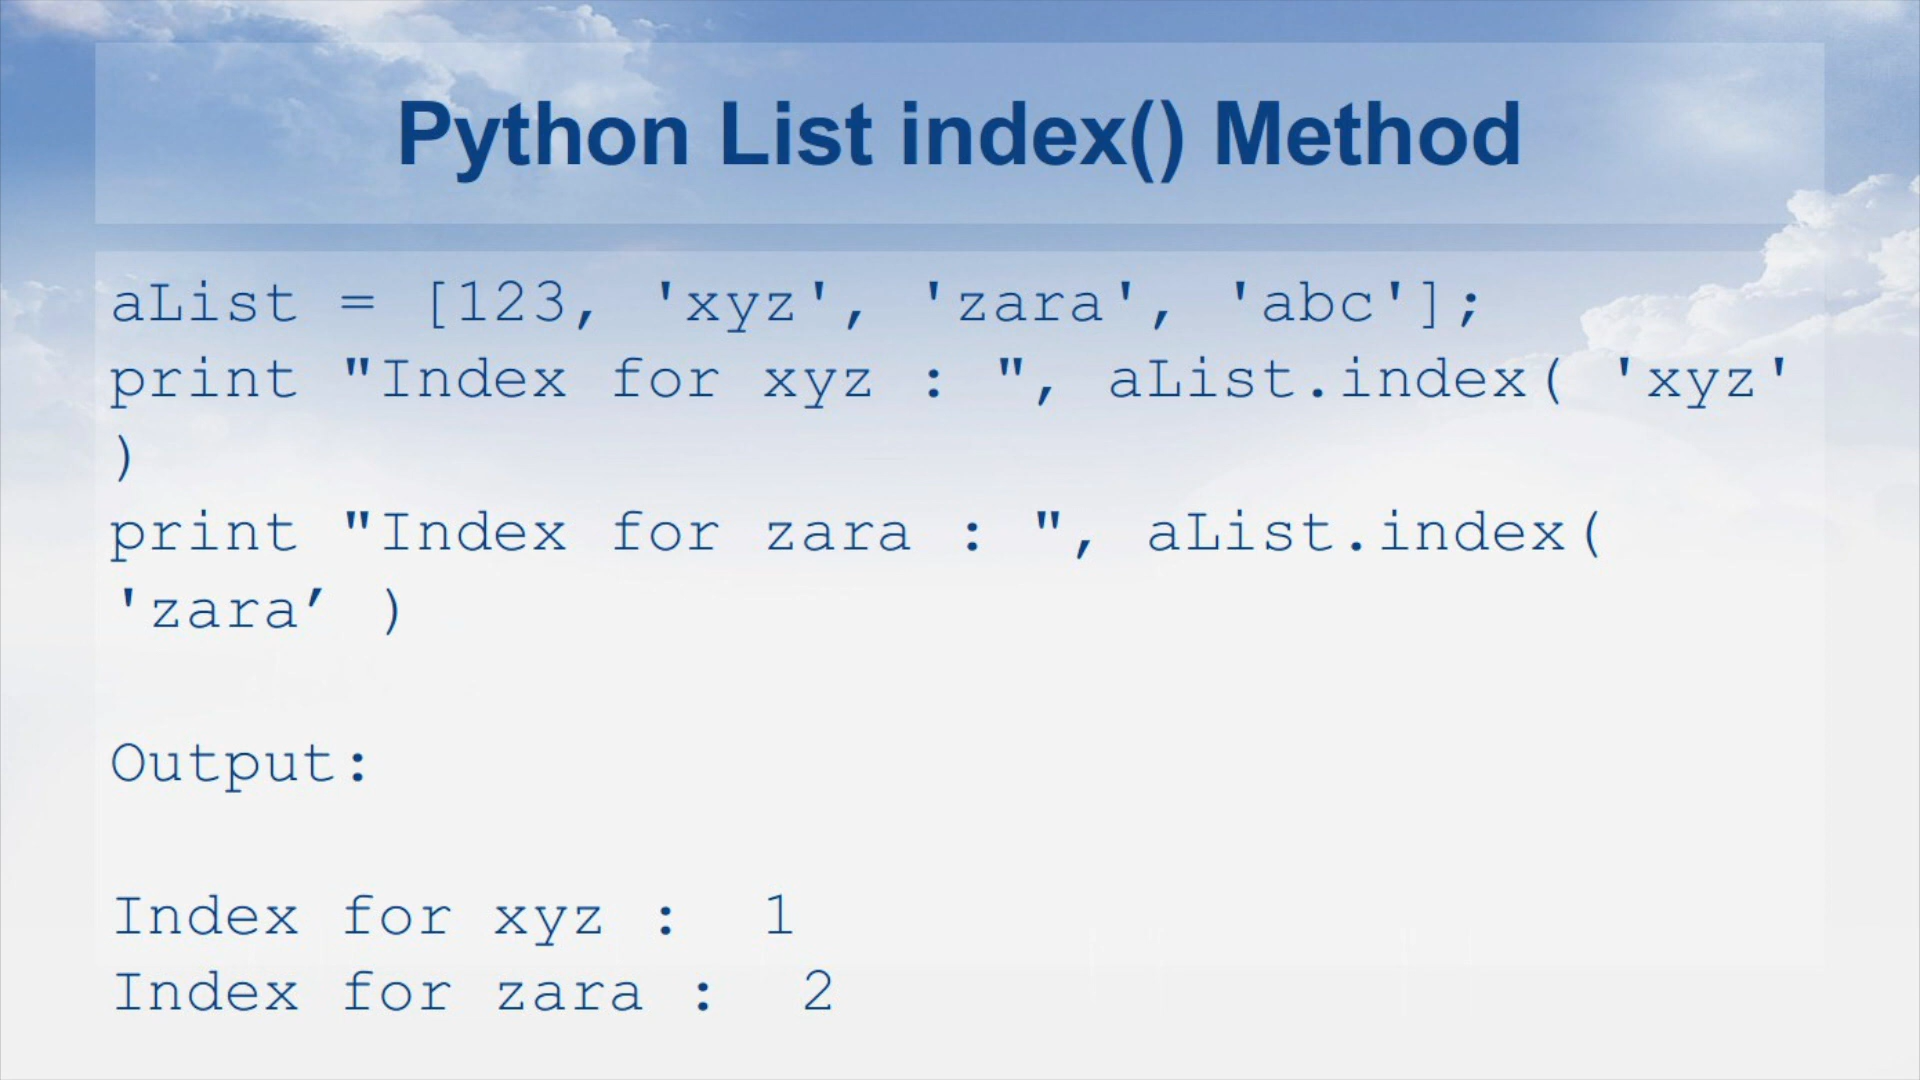 Python List index() Method
aList = [123, 'xyz', 'zara', 'abc'];
print "Index for xyz : ", aList.index( 'xyz'
)
print "Index for zara : ", aList.index(
'zara’ )
Output:
Index for xyz :  1
Index for zara :  2